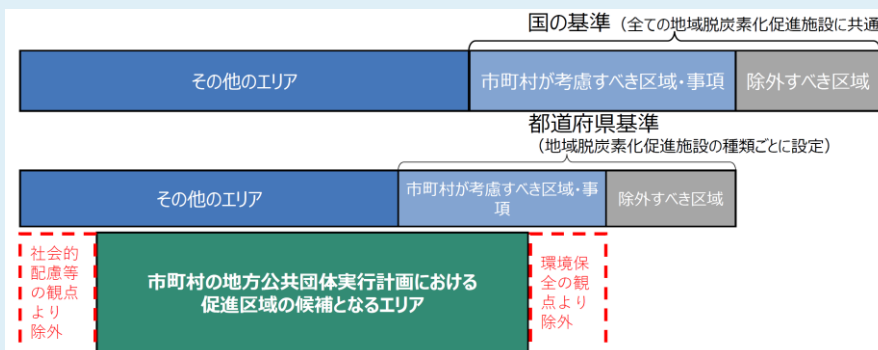 国の基準（全ての地域脱炭素化促進施設に共通
その他のエリア
市町村が考慮すべき区域・事項
除外すべき区域
都道府県基準
（地域脱炭素化促進施設の種類ごとに設定）
その他のエリア
市町村が考慮すべき区域・事
項
除外すべき区域
社会的
配慮等
の観点
より
除外
市町村の地方公共団体実行計画における
促進区域の候補となるエリア
環境保
全の観
点より
除外